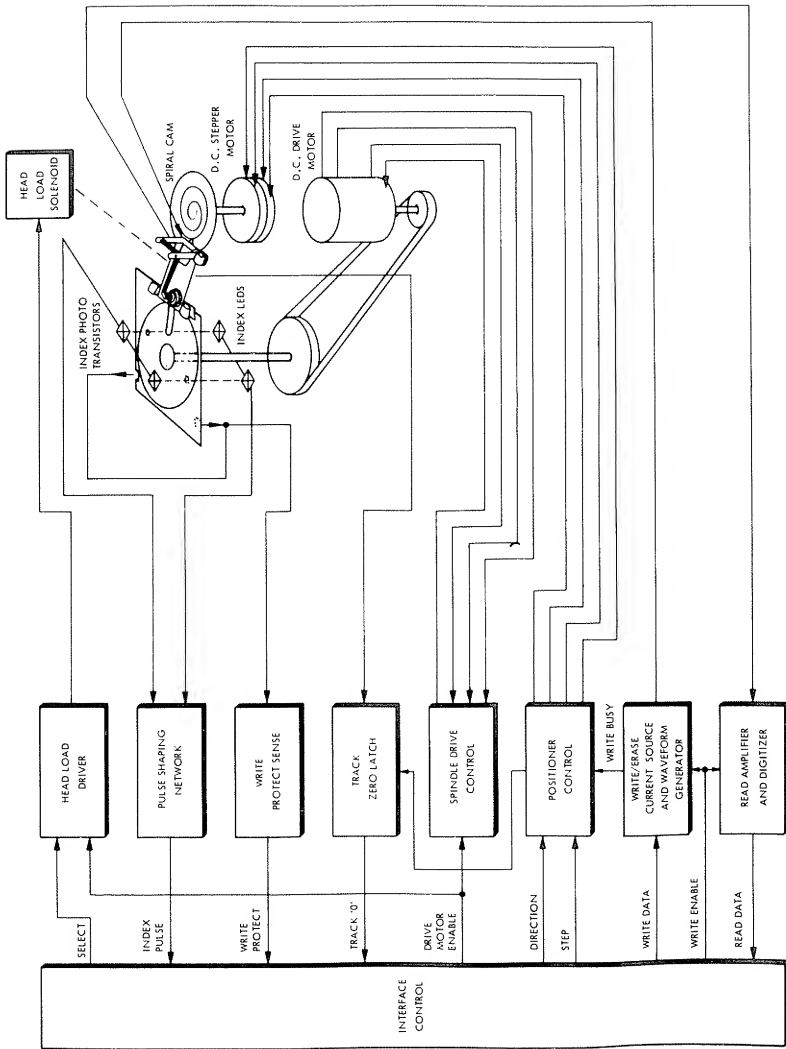 HEAD
LOAD
SOLENOID
SPIRAL CAM
D.C. STEPPER
MOTOR
D.C. DRIVE
MOTOR
INDEX PHOTO
TRANSISTORS
INDEX LEDS
HEAD LOAD
DRIVER
PULSE SHAPING
NETWORK
WRITE
PROTECT SENSE
TRACK
ZERO LATCH
SPINDLE DRIVE
CONTROL
POSITIONER
CONTROL
WRITE BUSY
WRITE/ERASE
CURRENT SOURCE
AND WAVEFORM
GENERATOR
READ AMPLIFIER
AND DIGITIZER
SELECT
INDEX
PULSE
WRITE
PROTECT
TRACK '0'
DRIVE
MOTOR
ENABLE
DIRECTION
STEP
WRITE DATA
WRITE ENABLE
READ DATA
INTERFACE
CONTROL